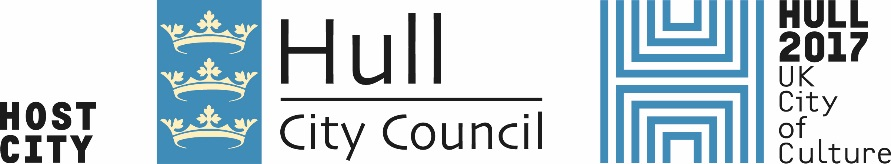 HOST
CITY
Hull
City Council
HULL
2017
UK
City
of
Culture